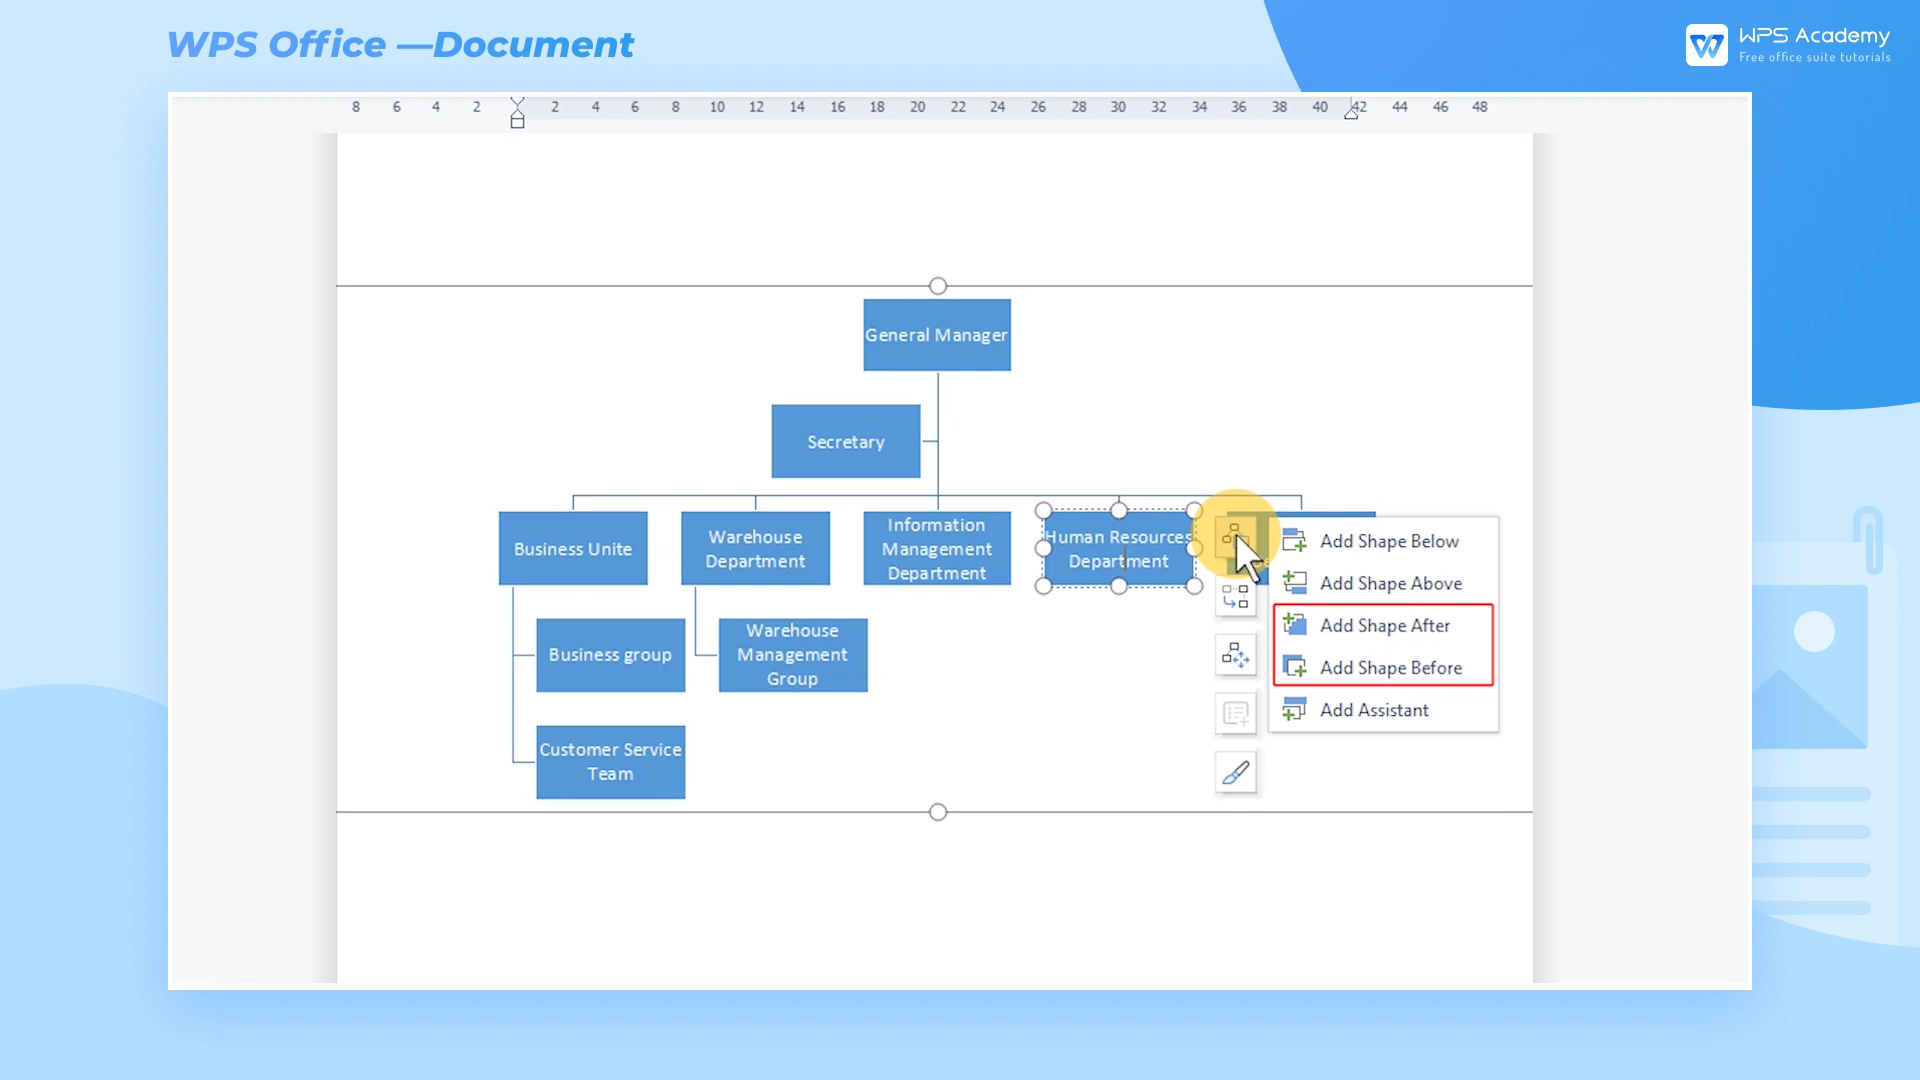 WPS Office —Document
WPS Academy
Free office suite tutorials
8 6 4 2 2 4 6 8 10 12 14 16 18 20 22 24 26 28 30 32 34 36 38 40 42 44 46 48
General Manager
Secretary
Business Unite
Warehouse
Department
Information
Management
Department
Human Resources
Department
Business group
Warehouse
Management
Group
Customer Service
Team
Add Shape Below
Add Shape Above
Add Shape After
Add Shape Before
Add Assistant